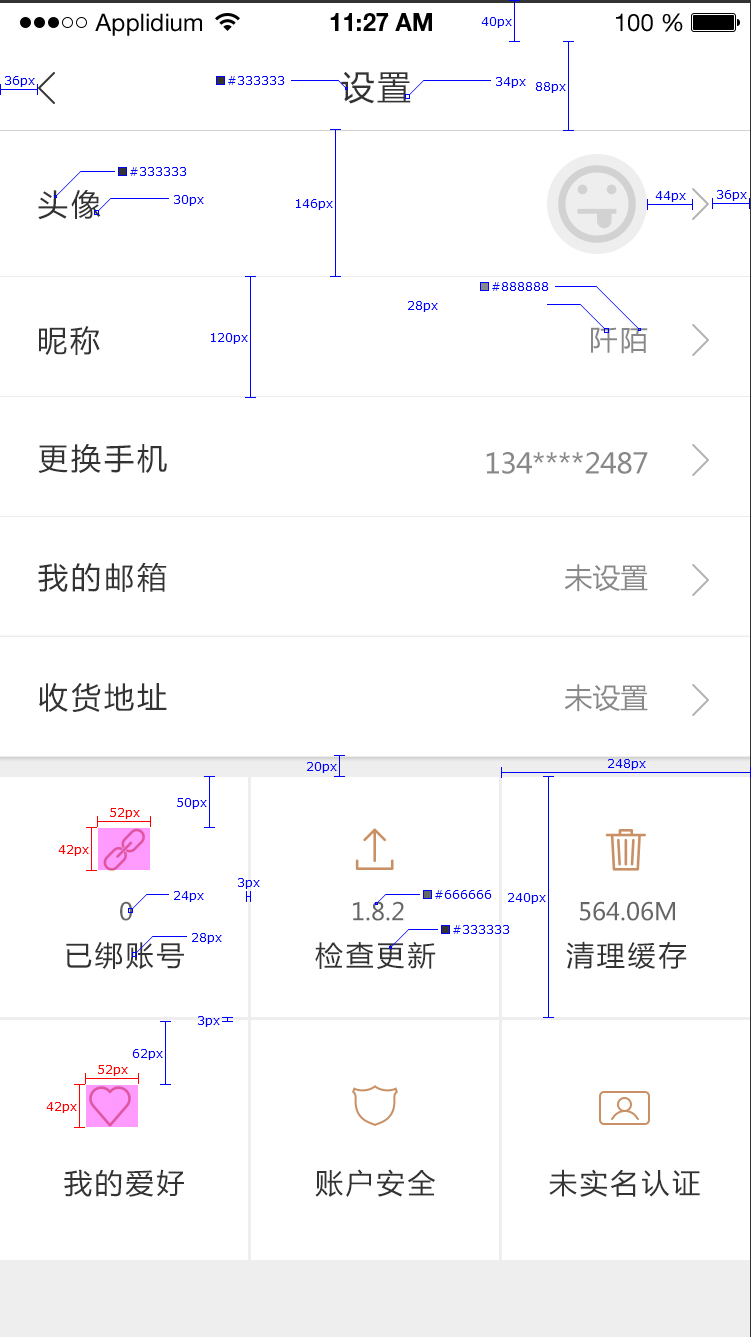 Applidium 11:27 AM 100 %
40px
36px #333333 设置 34px 88px
#333333
头像 30px 146px 44px 36px
#888888
28px
昵称 120px 阡陌
更换手机 134****2487
我的邮箱 未设置
收货地址 未设置
20px 248px
50px
52px
42px
3px
24px #666666 240px
0 1.8.2 564.06M
28px #333333
已绑账号 检查更新 清理缓存
3px
62px
52px
42px
我的爱好 账户安全 未实名认证